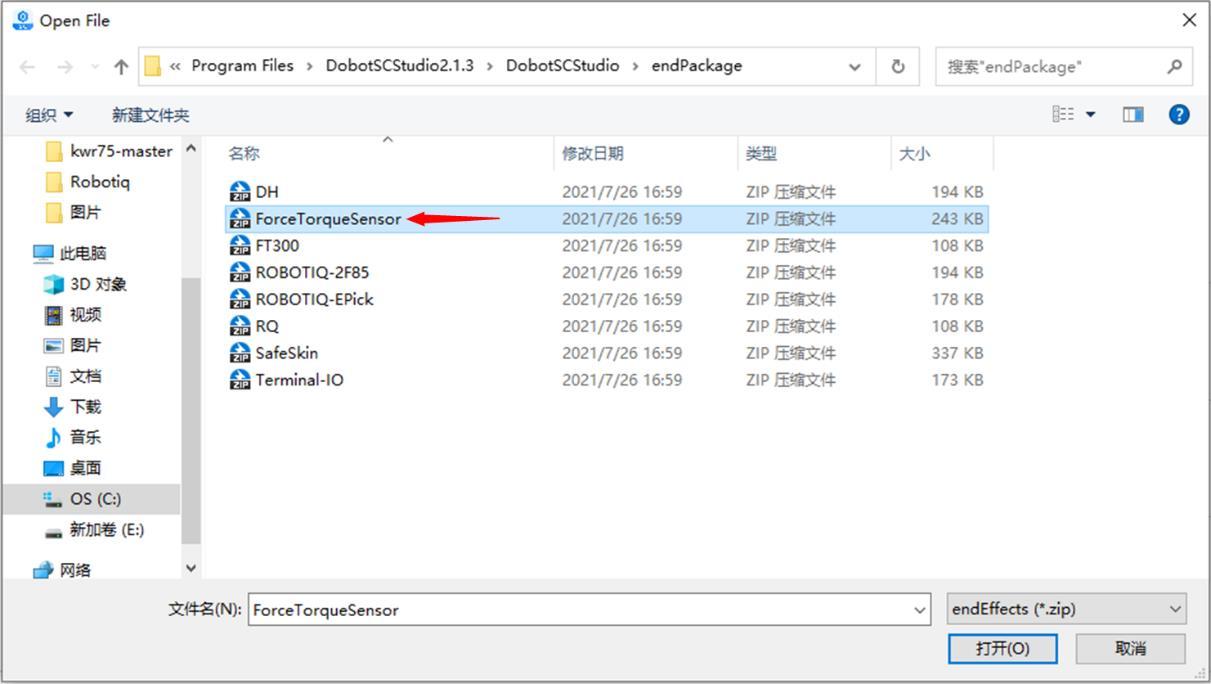 Open File
« Program Files › DobotSCStudio2.1.3 › DobotSCStudio › endPackage
搜索"endPackage"
组织 新建文件夹
kwr75-master
Robotiq
图片
此电脑
3D 对象
视频
图片
文档
下载
音乐
桌面
OS (C:)
新加卷 (E:)
网络
名称 修改日期 类型 大小
DH 2021/7/26 16:59 ZIP 压缩文件 194 KB
ForceTorqueSensor 2021/7/26 16:59 ZIP 压缩文件 243 KB
FT300 2021/7/26 16:59 ZIP 压缩文件 108 KB
ROBOTIQ-2F85 2021/7/26 16:59 ZIP 压缩文件 194 KB
ROBOTIQ-EPick 2021/7/26 16:59 ZIP 压缩文件 178 KB
RQ 2021/7/26 16:59 ZIP 压缩文件 108 KB
SafeSkin 2021/7/26 16:59 ZIP 压缩文件 337 KB
Terminal-IO 2021/7/26 16:59 ZIP 压缩文件 173 KB
文件名(N): ForceTorqueSensor endEffects (*.zip)
打开(O) 取消